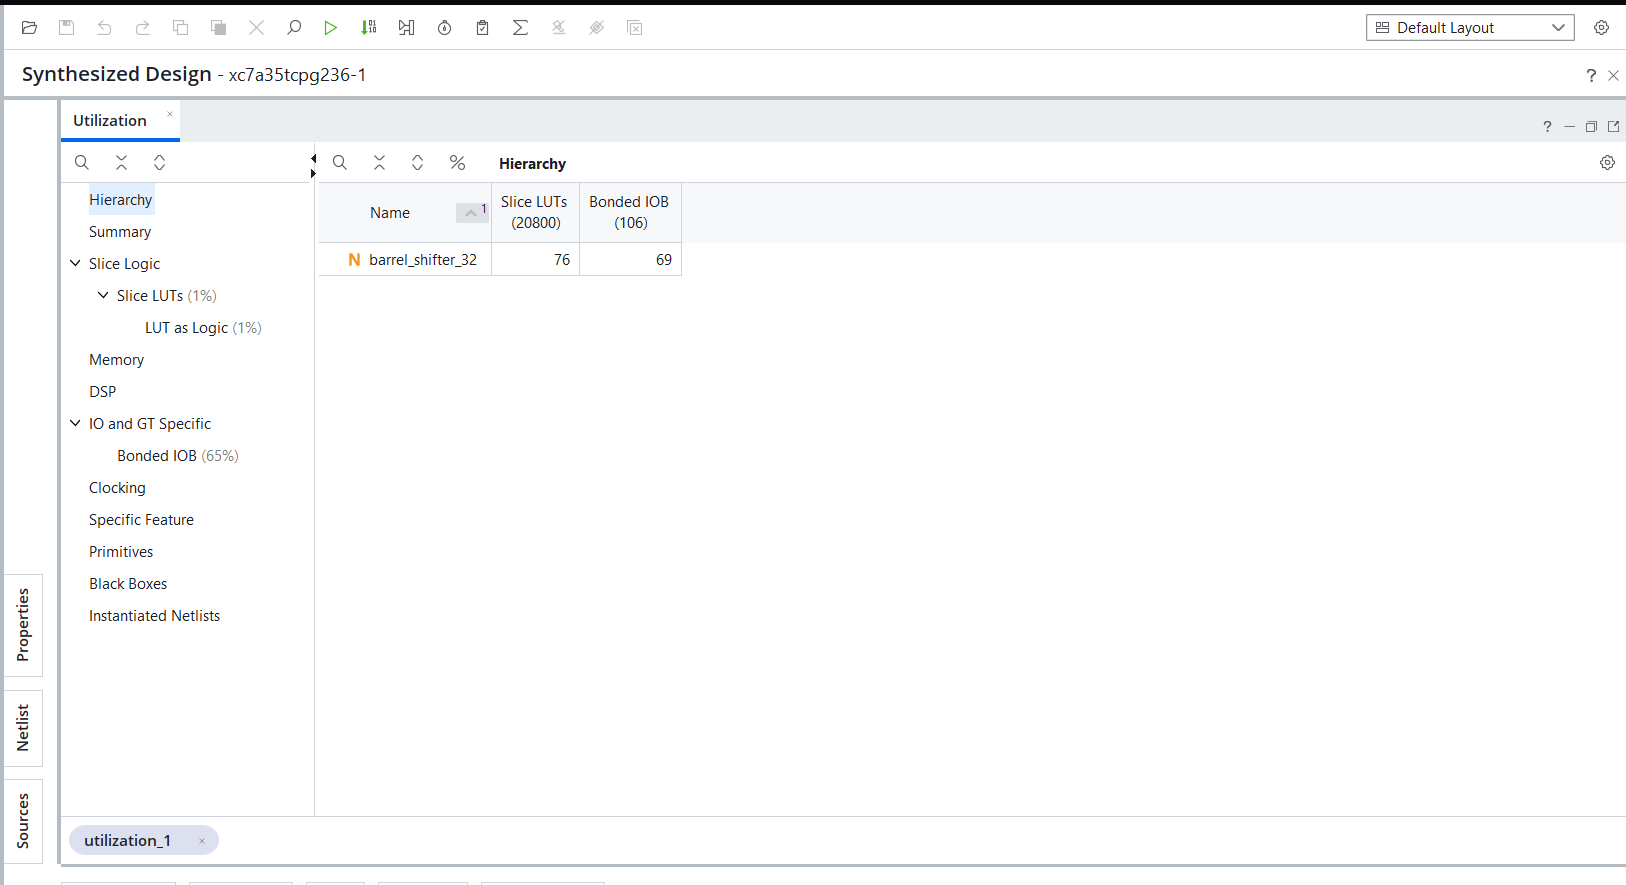 Default Layout
Synthesized Design - xc7a35tcpg236-1
?
Utilization
?
Hierarchy
Hierarchy
Summary
Slice Logic
Slice LUTs (1%)
LUT as Logic (1%)
Memory
DSP
IO and GT Specific
Bonded IOB (65%)
Clocking
Specific Feature
Primitives
Black Boxes
Instantiated Netlists
Name
1
Slice LUTs
(20800)
Bonded IOB
(106)
N barrel_shifter_32 76 69
Properties
Netlist
Sources
utilization_1